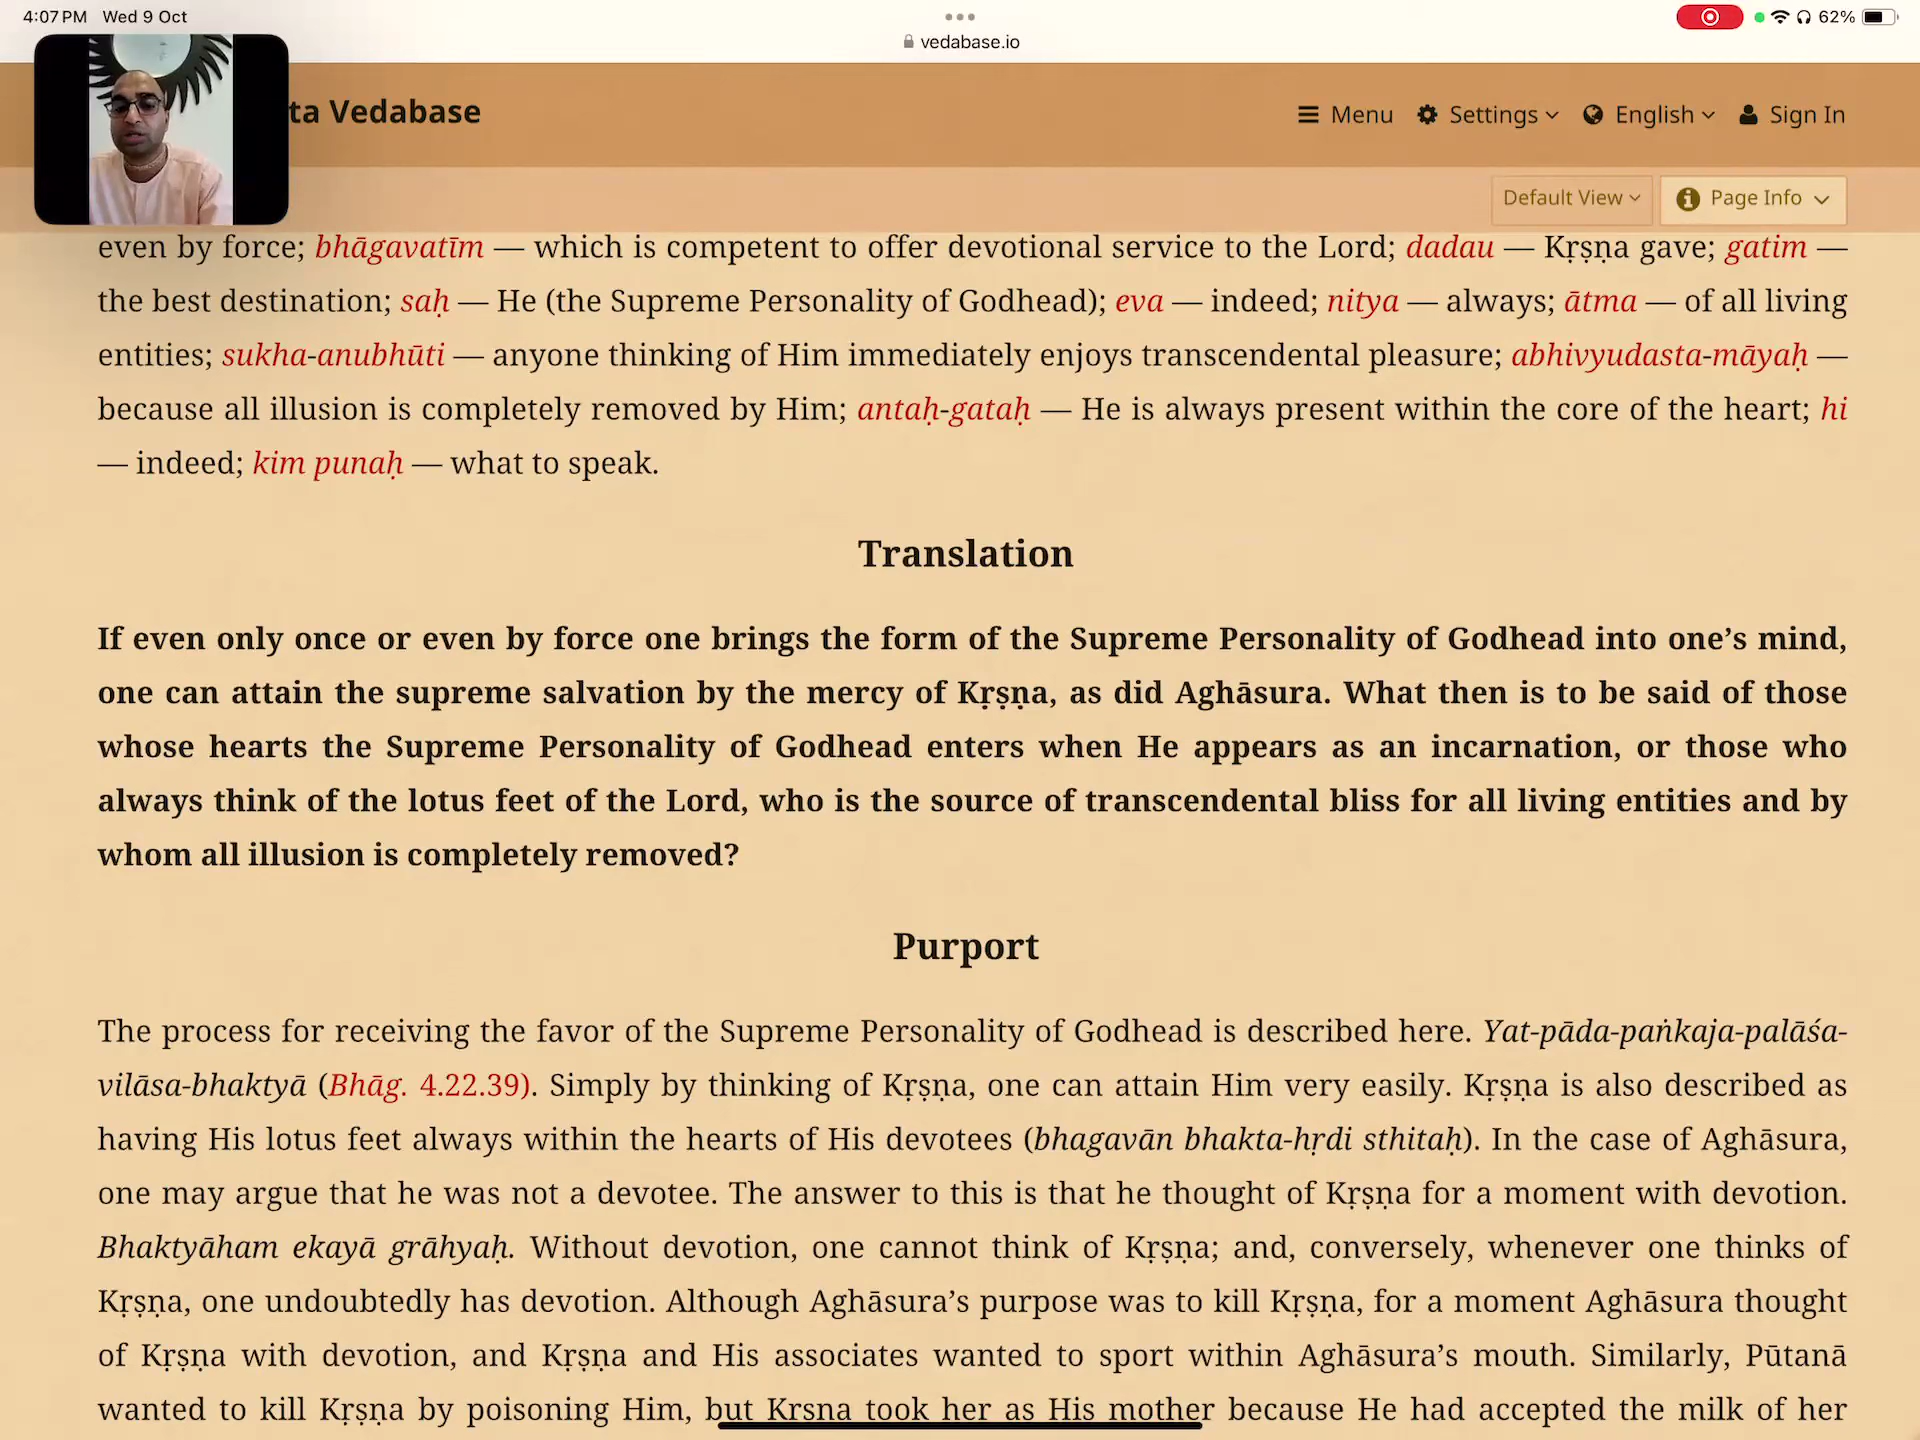 4:07 PM Wed 9 Oct
62%
vedabase.io
ta Vedabase
Menu Settings English Sign In
Default View Page Info
even by force; bhāgavatīm — which is competent to offer devotional service to the Lord; dadau — Kṛṣṇa gave; gatim —
the best destination; saḥ — He (the Supreme Personality of Godhead); eva — indeed; nitya — always; ātma — of all living
entities; sukha-anubhūti — anyone thinking of Him immediately enjoys transcendental pleasure; abhivyudasta-māyaḥ —
because all illusion is completely removed by Him; antaḥ-gataḥ — He is always present within the core of the heart; hi
— indeed; kim punaḥ — what to speak.
Translation
If even only once or even by force one brings the form of the Supreme Personality of Godhead into one’s mind,
one can attain the supreme salvation by the mercy of Kṛṣṇa, as did Aghāsura. What then is to be said of those
whose hearts the Supreme Personality of Godhead enters when He appears as an incarnation, or those who
always think of the lotus feet of the Lord, who is the source of transcendental bliss for all living entities and by
whom all illusion is completely removed?
Purport
The process for receiving the favor of the Supreme Personality of Godhead is described here. Yat-pāda-paṅkaja-palāśa-
vilāsa-bhaktyā (Bhāg. 4.22.39). Simply by thinking of Kṛṣṇa, one can attain Him very easily. Kṛṣṇa is also described as
having His lotus feet always within the hearts of His devotees (bhagavān bhakta-hṛdi sthitaḥ). In the case of Aghāsura,
one may argue that he was not a devotee. The answer to this is that he thought of Kṛṣṇa for a moment with devotion.
Bhaktyāham ekayā grāhyaḥ. Without devotion, one cannot think of Kṛṣṇa; and, conversely, whenever one thinks of
Kṛṣṇa, one undoubtedly has devotion. Although Aghāsura’s purpose was to kill Kṛṣṇa, for a moment Aghāsura thought
of Kṛṣṇa with devotion, and Kṛṣṇa and His associates wanted to sport within Aghāsura’s mouth. Similarly, Pūtanā
wanted to kill Kṛṣṇa by poisoning Him, but Kṛṣṇa took her as His mother because He had accepted the milk of her